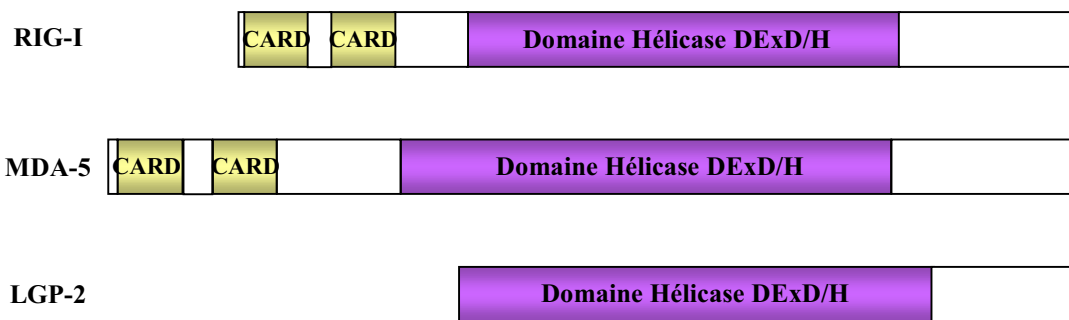 RIG-I CARD CARD Domaine Hélicase DExD/H
MDA-5 CARD CARD Domaine Hélicase DExD/H
LGP-2 Domaine Hélicase DExD/H